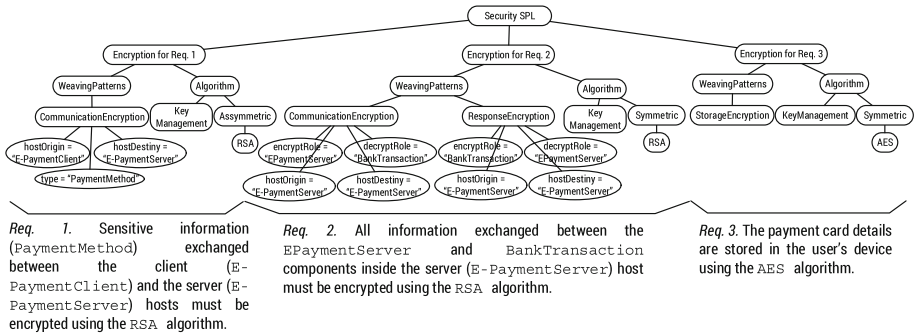 Security SPL
Encryption for Req. 1
Encryption for Req. 2
Encryption for Req. 3
WeavingPatterns
Algorithm
WeavingPatterns
Algorithm
WeavingPatterns
Algorithm
CommunicationEncryption
Key
Management
Assymmetric
CommunicationEncryption
ResponseEncryption
Key
Management
Symmetric
StorageEncryption
KeyManagement
Symmetric
hostOrigin =
"E-PaymentClient"
hostDestiny =
"E-PaymentServer"
type = "PaymentMethod"
RSA
encryptRole =
"EPaymentServer"
decryptRole =
"BankTransaction"
encryptRole =
"BankTransaction"
decryptRole =
"EPaymentServer"
RSA
AES
hostOrigin =
"E-PaymentServer"
hostDestiny =
"E-PaymentServer"
hostOrigin =
"E-PaymentServer"
hostDestiny =
"E-PaymentServer"
Req. 1. Sensitive information
(PaymentMethod) exchanged
between the client (E-
PaymentClient) and the server (E-
PaymentServer) hosts must be
encrypted using the RSA algorithm.
Req. 2. All information exchanged between the
EPaymentServer and BankTransaction
components inside the server (E-PaymentServer) host
must be encrypted using the RSA algorithm.
Req. 3. The payment card details
are stored in the user's device
using the AES algorithm.